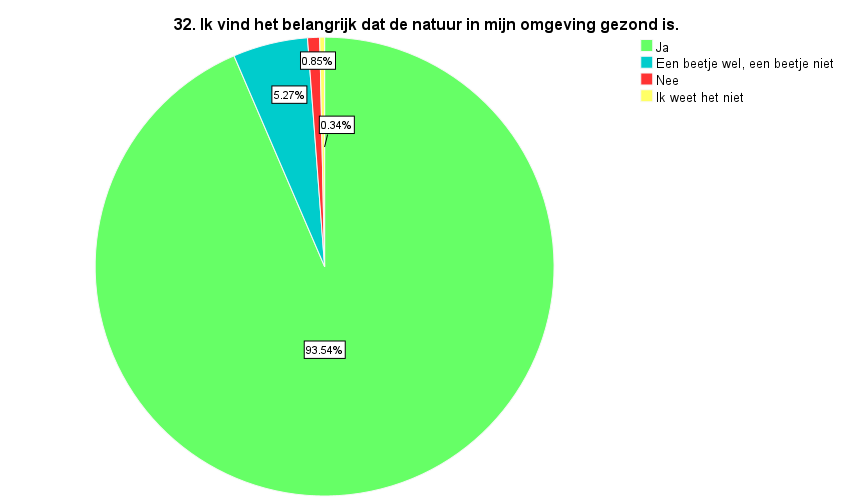 32. Ik vind het belangrijk dat de natuur in mijn omgeving gezond is.
Ja
Een beetje wel, een beetje niet
Nee
Ik weet het niet
0.85%
5.27%
0.34%
93.54%